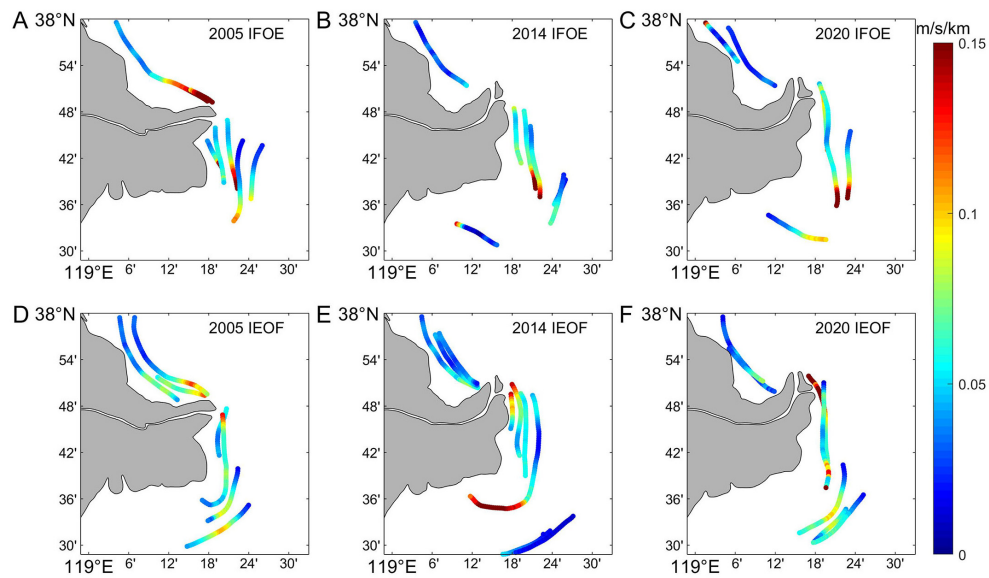 A
38°N
54'
48'
42'
36'
30'
119°E
6'
12'
18'
24'
30'
2005 IFOE
B
38°N
54'
48'
42'
36'
30'
119°E
6'
12'
18'
24'
30'
2014 IFOE
C
38°N
54'
48'
42'
36'
30'
119°E
6'
12'
18'
24'
30'
2020 IFOE
m/s/km
0.15
0.1
0.05
0
D
38°N
54'
48'
42'
36'
30'
119°E
6'
12'
18'
24'
30'
2005 IEOF
E
38°N
54'
48'
42'
36'
30'
119°E
6'
12'
18'
24'
30'
2014 IEOF
F
38°N
54'
48'
42'
36'
30'
119°E
6'
12'
18'
24'
30'
2020 IEOF